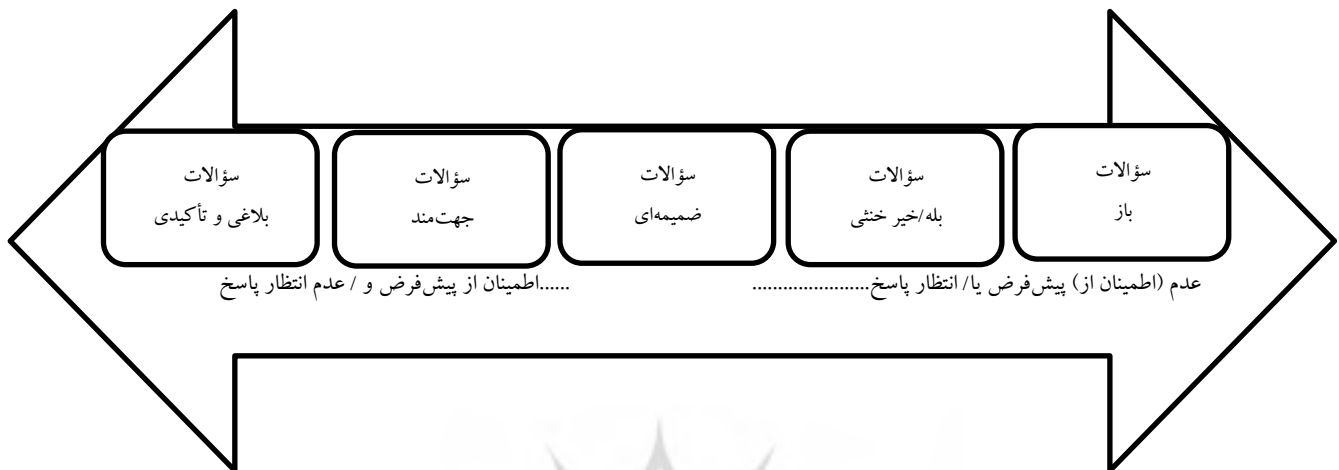 سؤالات
باز
سؤالات
بله/خیر خنثی
سؤالات
ضمیمه‌ای
سؤالات
جهت‌مند
سؤالات
بلاغی و تأکیدی
عدم (اطمینان از) پیش‌فرض یا/ انتظار پاسخ.......................
......اطمینان از پیش‌فرض و / عدم انتظار پاسخ